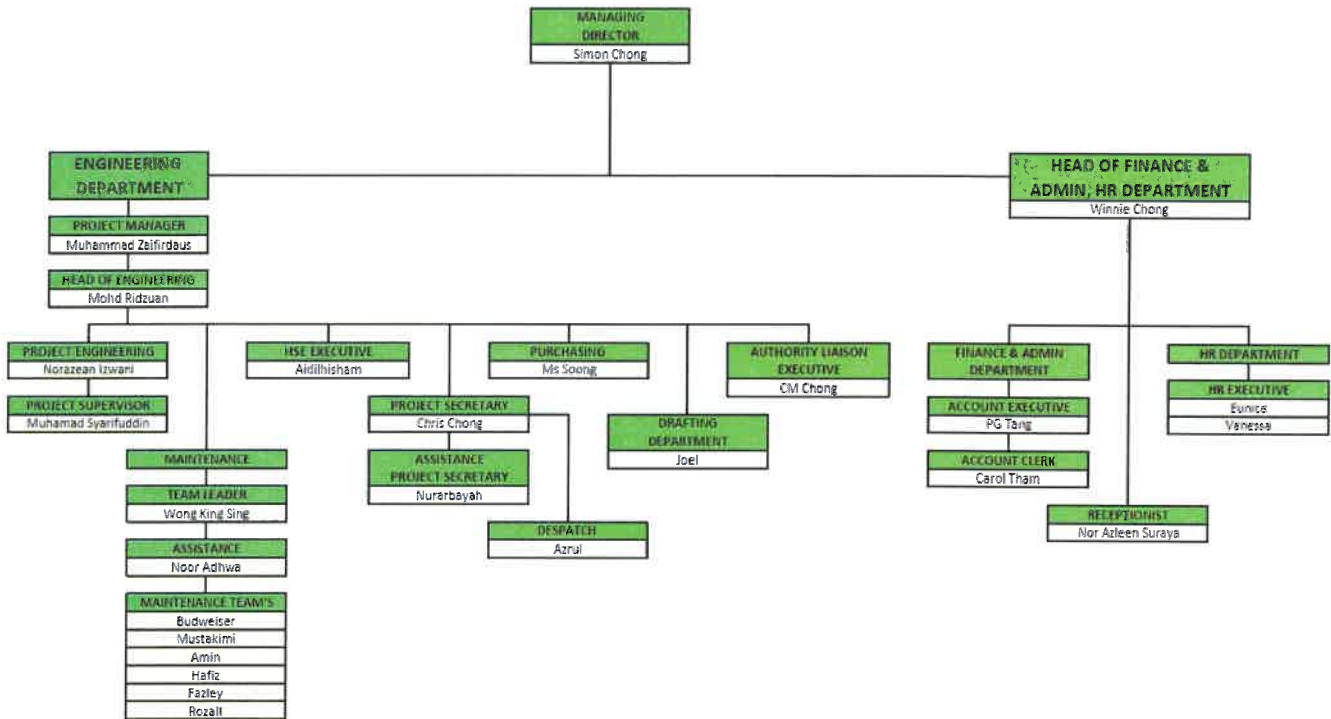 MANAGING
DIRECTOR
Simon Chong
ENGINEERING
DEPARTMENT
HEAD OF FINANCE &
ADMIN, HR DEPARTMENT
Winnie Chong
PROJECT MANAGER
Muhammad Zaifirdaus
HEAD OF ENGINEERING
Mohd Ridzuan
PROJECT ENGINEERING
Norazean Izwani
PROJECT SUPERVISOR
Muhamad Syarifuddin
HSE EXECUTIVE
Aidilhisham
PURCHASING
Ms Soong
AUTHORITY LIAISON
EXECUTIVE
CM Chong
PROJECT SECRETARY
Chris Chong
ASSISTANCE
PROJECT SECRETARY
Nurarbayah
DESPATCH
Azrul
DRAFTING
DEPARTMENT
Joel
MAINTENANCE
TEAM LEADER
Wong King Sing
ASSISTANCE
Noor Adhwa
MAINTENANCE TEAM'S
Budweiser
Mustakimi
Amin
Hafiz
Fazley
Rozali
FINANCE & ADMIN
DEPARTMENT
ACCOUNT EXECUTIVE
PG Tang
ACCOUNT CLERK
Carol Tham
HR DEPARTMENT
HR EXECUTIVE
Eunice
Vanessa
RECEPTIONIST
Nor Azleen Suraya